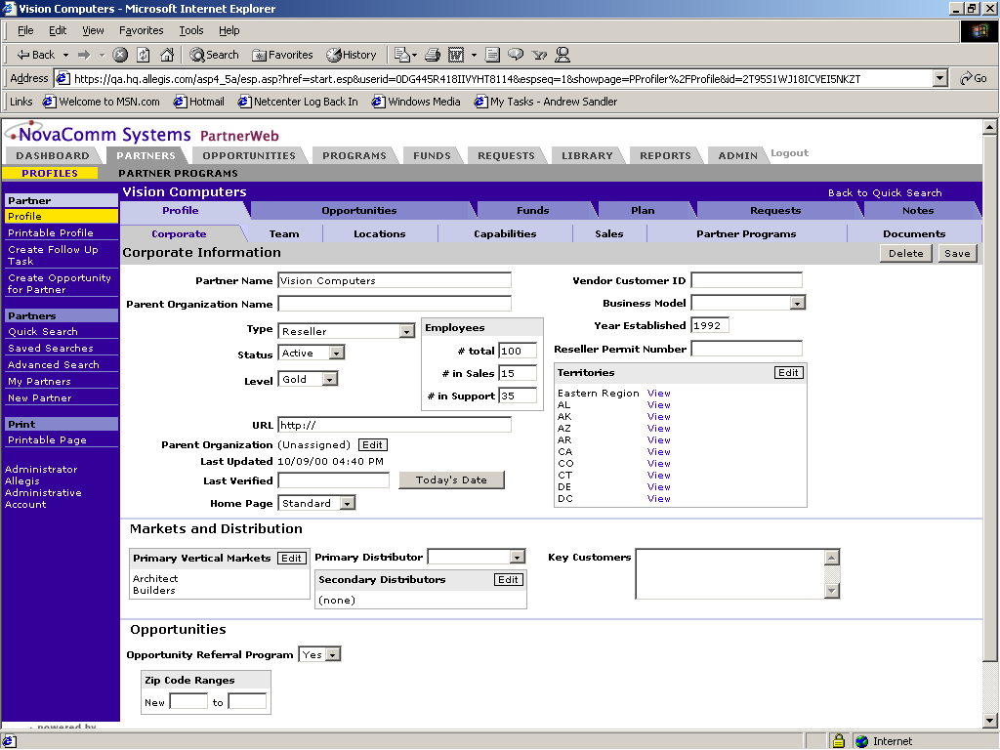 Vision Computers - Microsoft Internet Explorer
File Edit View Favorites Tools Help
Back Search Favorites History
Address https://qa.hq.allegis.com/asp4_5a/esp.asp?href=start.esp&userid=0DG445R418IIVYHT8114&espseq=1&showpage=PProfiler%2FProfile&id=2T95S1WJ18ICVEI5NKZT Go
Links Welcome to MSN.com Hotmail Netcenter Log Back In Windows Media My Tasks - Andrew Sandler
NovaComm Systems PartnerWeb
DASHBOARD PARTNERS OPPORTUNITIES PROGRAMS FUNDS REQUESTS LIBRARY REPORTS ADMIN Logout
PROFILES PARTNER PROGRAMS
Partner
Profile
Printable Profile
Create Follow Up
Task
Create Opportunity
for Partner
Partners
Quick Search
Saved Searches
Advanced Search
My Partners
New Partner
Print
Printable Page
Administrator
Allegis
Administrative
Account
powered by
Vision Computers Back to Quick Search
Profile Opportunities Funds Plan Requests Notes
Corporate Team Locations Capabilities Sales Partner Programs Documents
Corporate Information Delete Save
Partner Name Vision Computers
Parent Organization Name
Type Reseller
Status Active
Level Gold
Employees
# total 100
# in Sales 15
# in Support 35
URL http://
Parent Organization (Unassigned) Edit
Last Updated 10/09/00 04:40 PM
Last Verified Today's Date
Home Page Standard
Vendor Customer ID
Business Model
Year Established 1992
Reseller Permit Number
Territories Edit
Eastern Region View
AL View
AK View
AZ View
AR View
CA View
CO View
CT View
DE View
DC View
Markets and Distribution
Primary Vertical Markets Edit
Architect
Builders
Primary Distributor
Secondary Distributors Edit
(none)
Key Customers
Opportunities
Opportunity Referral Program Yes
Zip Code Ranges
New to
Internet